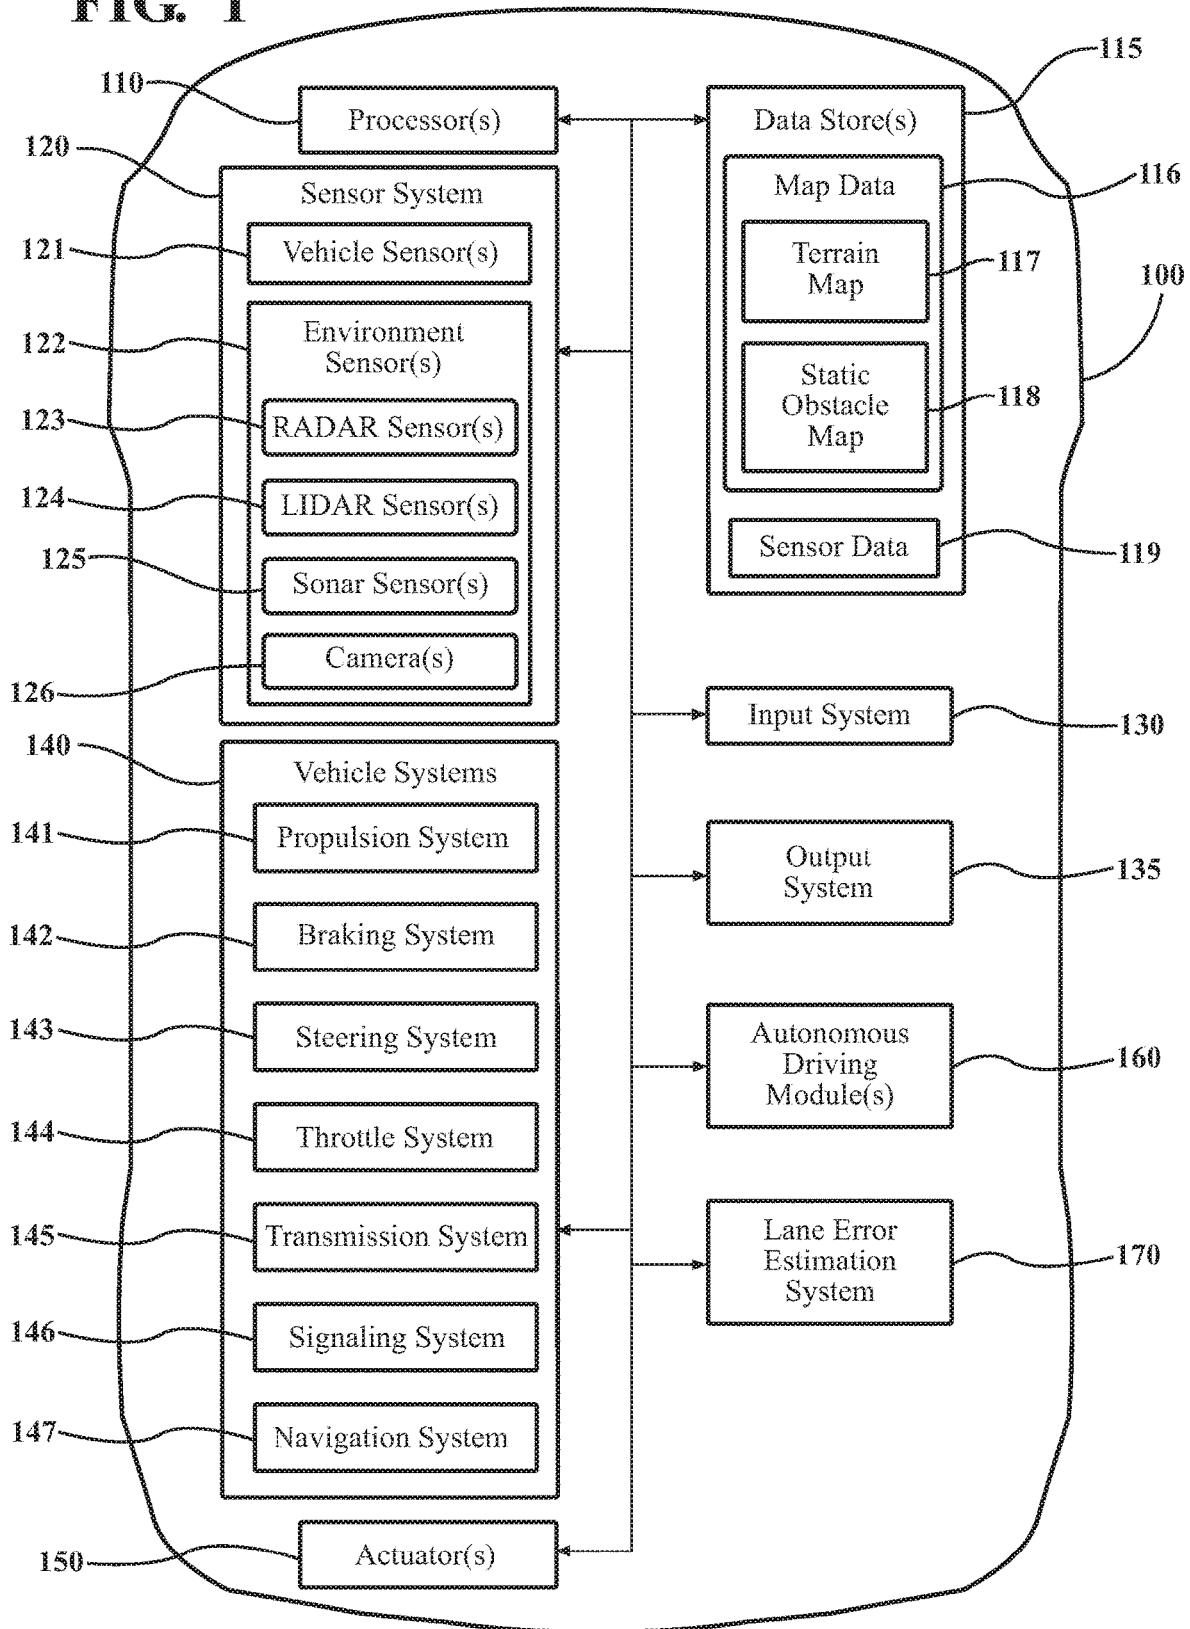 FIG. 1
110
Processor(s)
120
Sensor System
121
Vehicle Sensor(s)
122
Environment
Sensor(s)
123
RADAR Sensor(s)
124
LIDAR Sensor(s)
125
Sonar Sensor(s)
126
Camera(s)
140
Vehicle Systems
141
Propulsion System
142
Braking System
143
Steering System
144
Throttle System
145
Transmission System
146
Signaling System
147
Navigation System
150
Actuator(s)
115
Data Store(s)
116
Map Data
117
Terrain
Map
100
118
Static
Obstacle
Map
119
Sensor Data
130
Input System
135
Output
System
160
Autonomous
Driving
Module(s)
170
Lane Error
Estimation
System